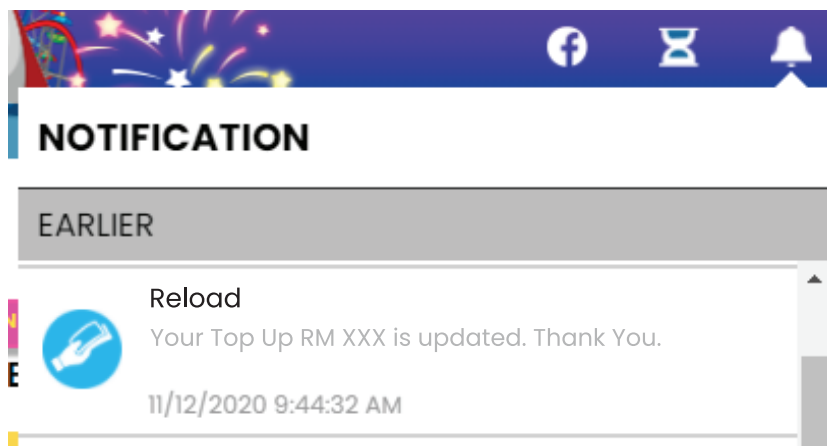 NOTIFICATION
EARLIER
Reload
Your Top Up RM XXX is updated. Thank You.
11/12/2020 9:44:32 AM